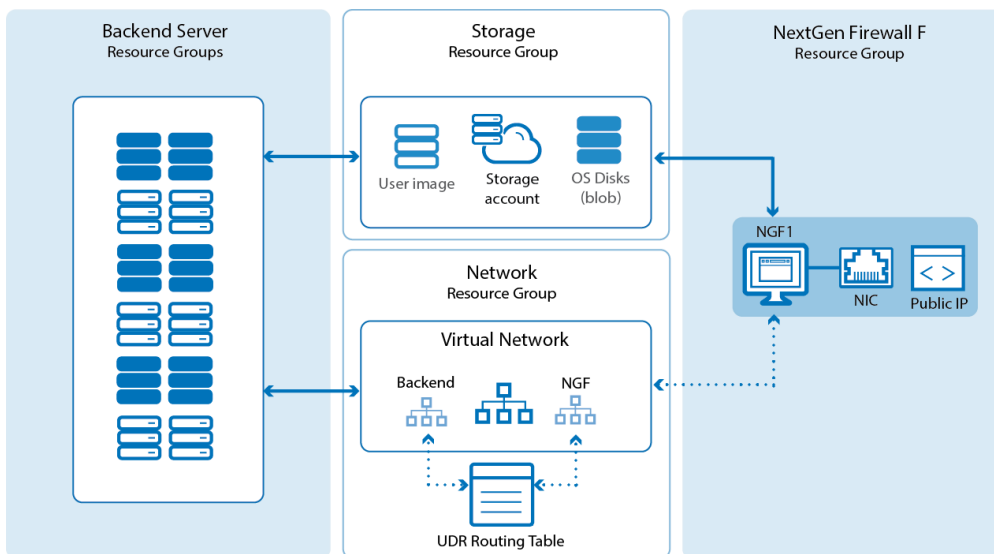 Backend Server
Resource Groups
Storage
Resource Group
User image
Storage
account
OS Disks
(blob)
Network
Resource Group
Virtual Network
Backend
NGF
UDR Routing Table
NextGen Firewall F
Resource Group
NGF1
NIC
Public IP